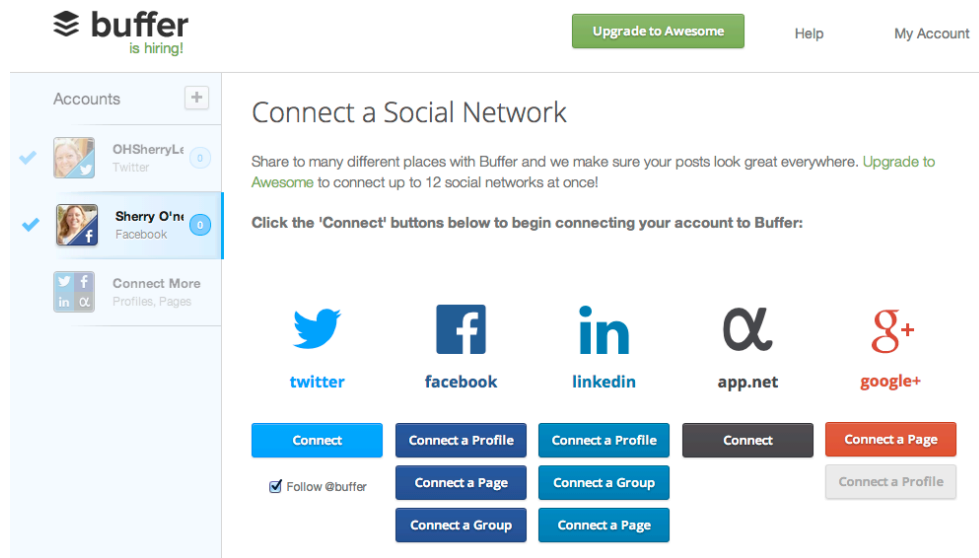 buffer
is hiring!
Upgrade to Awesome
Help
My Account
Accounts
+
OHSherryLe
Twitter
0
Sherry O'ne
Facebook
0
Connect More
Profiles, Pages
Connect a Social Network
Share to many different places with Buffer and we make sure your posts look great everywhere. Upgrade to
Awesome to connect up to 12 social networks at once!
Click the 'Connect' buttons below to begin connecting your account to Buffer:
twitter
facebook
linkedin
app.net
google+
Connect
Connect a Profile
Connect a Profile
Connect
Connect a Page
Follow @buffer
Connect a Page
Connect a Group
Connect a Profile
Connect a Group
Connect a Page